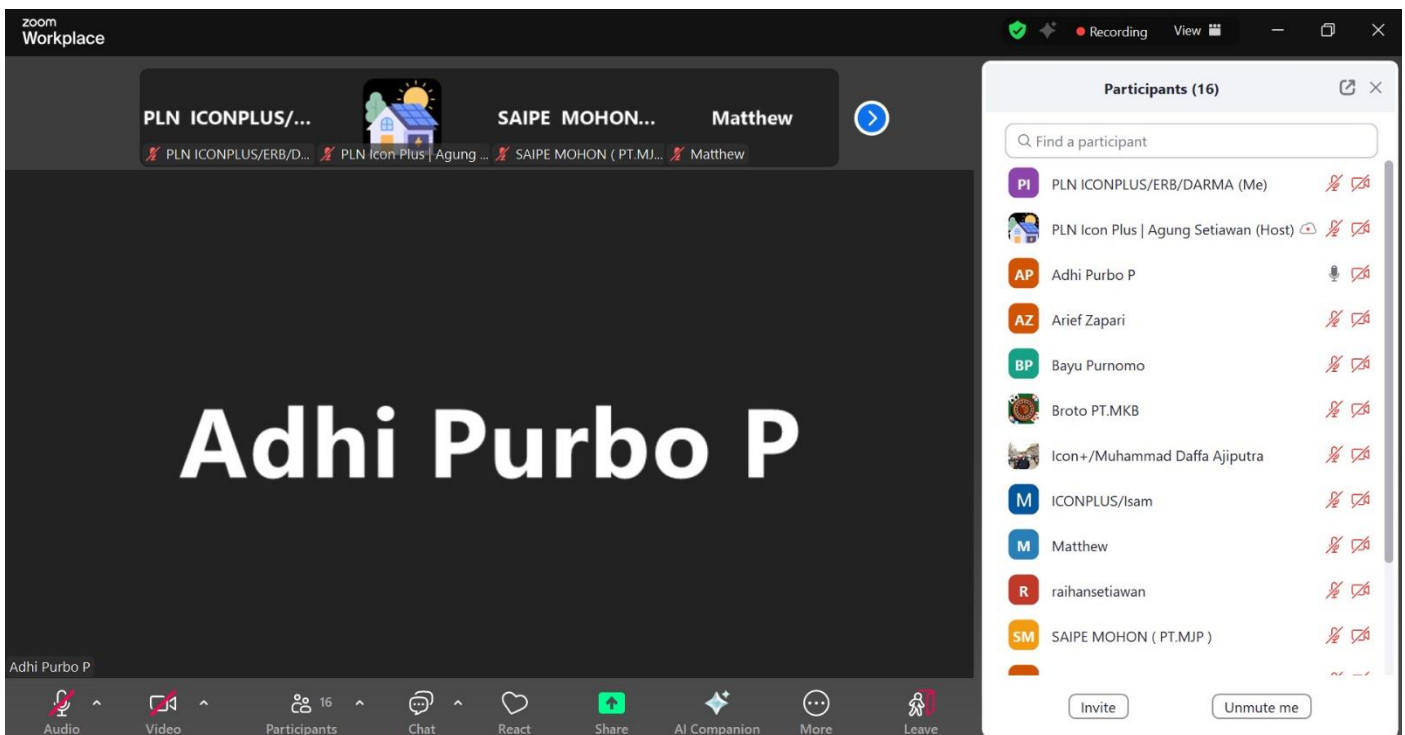 zoom
Workplace
Recording
View
PLN ICONPLUS/...
SAIPE MOHON...
Matthew
PLN ICONPLUS/ERB/D...
PLN Icon Plus | Agung ...
SAIPE MOHON ( PT.MJ...
Matthew
Adhi Purbo P
Adhi Purbo P
Audio
Video
16
Participants
Chat
React
Share
AI Companion
More
Leave
Participants (16)
Find a participant
PI PLN ICONPLUS/ERB/DARMA (Me)
PLN Icon Plus | Agung Setiawan (Host)
AP Adhi Purbo P
AZ Arief Zapari
BP Bayu Purnomo
Broto PT.MKB
Icon+/Muhammad Daffa Ajiputra
M ICONPLUS/Isam
M Matthew
R raihansetiawan
SM SAIPE MOHON ( PT.MJP )
Invite
Unmute me